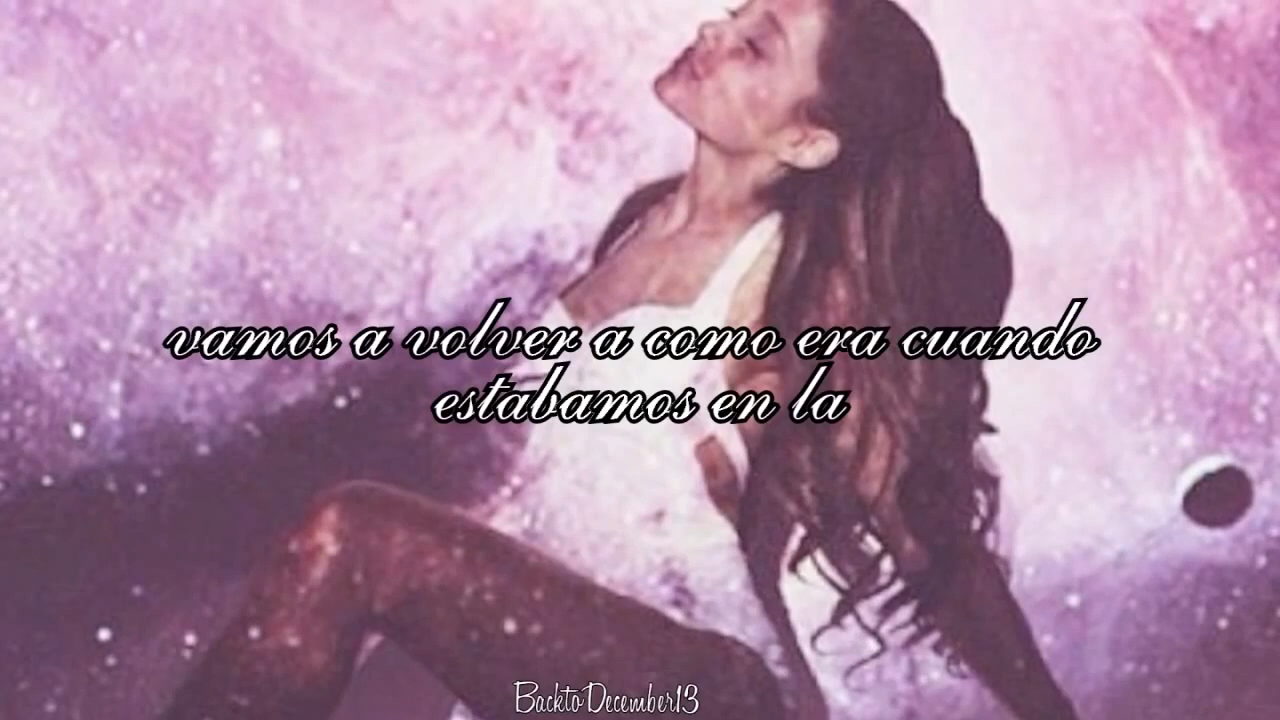 vamos a volver a como era cuando
estabamos en la
BacktoDecember13